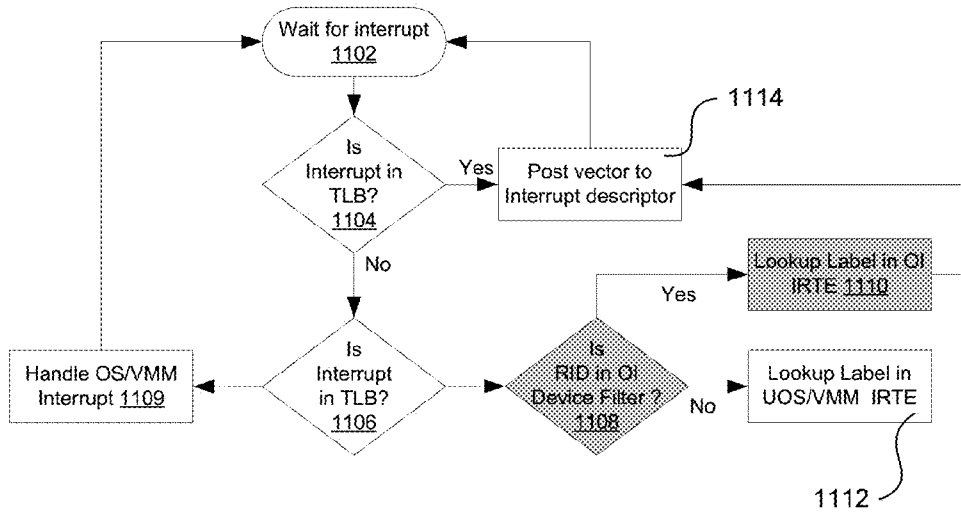 Wait for interrupt
1102
1114
Is
Interrupt in
TLB?
1104
Yes
Post vector to
Interrupt descriptor
No
Lookup Label in OI
IRTE 1110
Yes
Handle OS/VMM
Interrupt 1109
Is
Interrupt
in TLB?
1106
Is
RID in OI
Device Filter ?
1108
No
Lookup Label in
UOS/VMM IRTE
1112